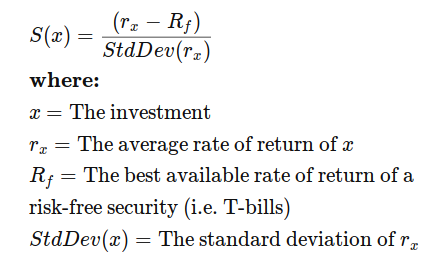 S(x) = (r_x − R_f) / StdDev(r_x)
where:
x = The investment
r_x = The average rate of return of x
R_f = The best available rate of return of a
risk-free security (i.e. T-bills)
StdDev(x) = The standard deviation of r_x